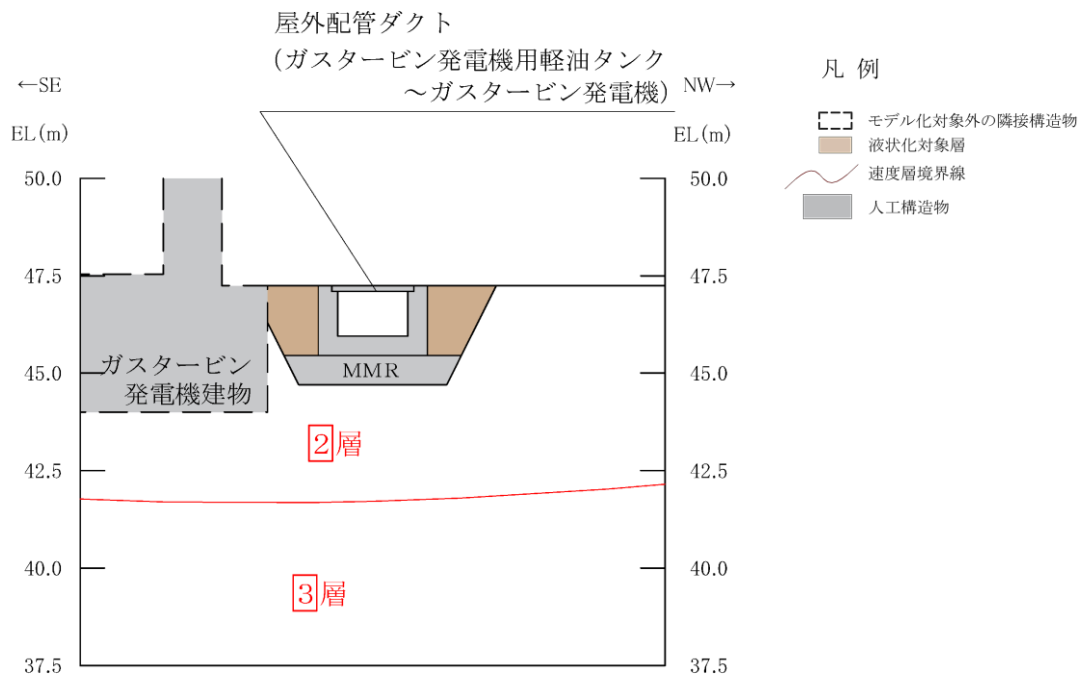 屋外配管ダクト
(ガスタービン発電機用軽油タンク
～ガスタービン発電機)
←SE
NW→
EL(m)
EL(m)
50.0
50.0
47.5
47.5
45.0
45.0
42.5
42.5
40.0
40.0
37.5
37.5
ガスタービン
発電機建物
MMR
2層
3層
凡 例
モデル化対象外の隣接構造物
液状化対象層
速度層境界線
人工構造物